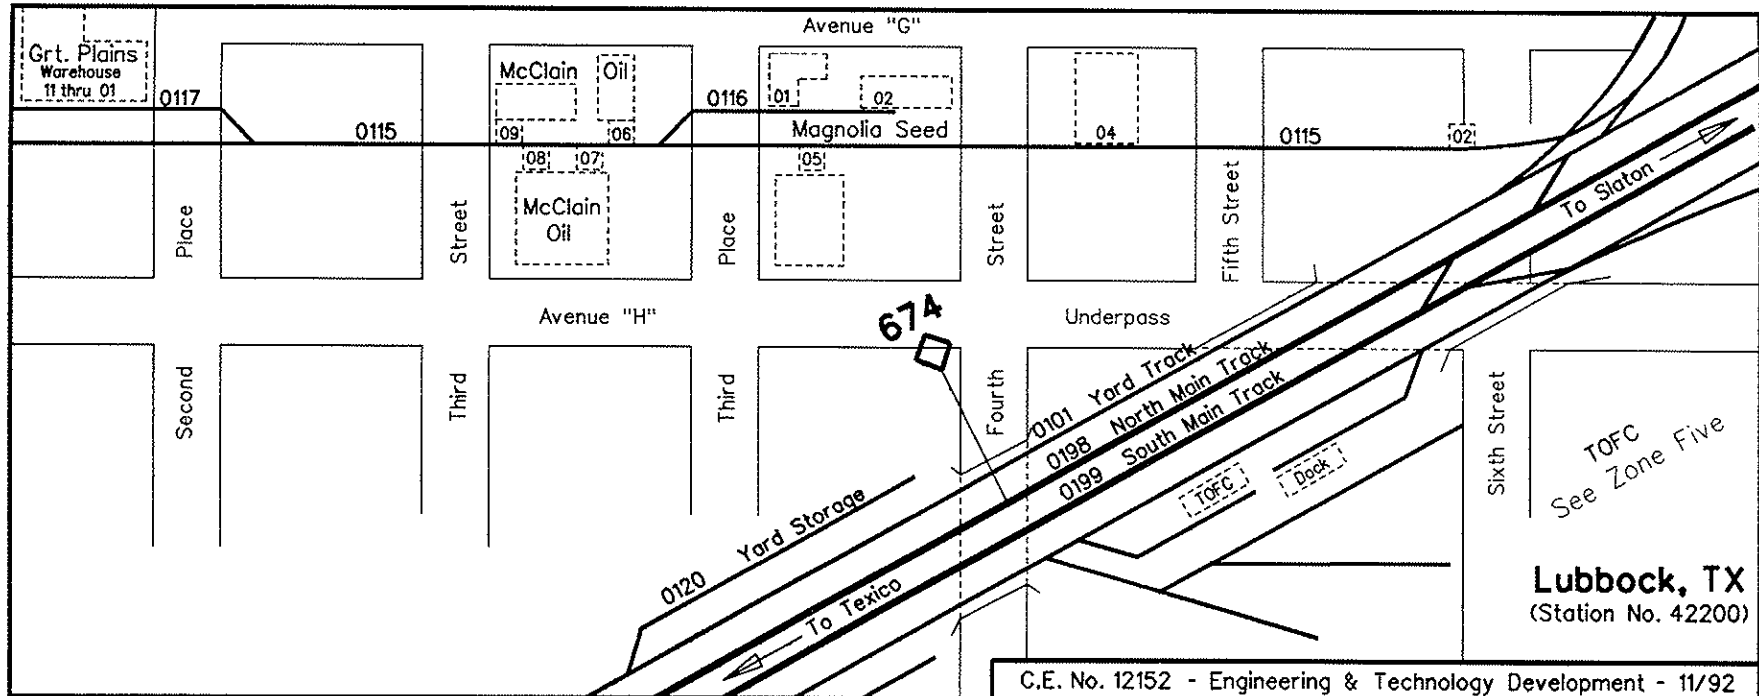 Avenue "G"
Grt. Plains
Warehouse
11 thru 01
0117
0115
McClain
Oil
09
06
08
07
McClain
Oil
0116
01
02
Magnolia Seed
05
04
0115
02
To Slaton
Place
Street
Place
Street
Fifth Street
Avenue "H"
674
Underpass
Second
Third
Third
Fourth
Sixth Street
0101 Yard Track
0198 North Main Track
0199 South Main Track
0120 Yard Storage
To Texico
TOFC
Dock
TOFC
See Zone Five
Lubbock, TX
(Station No. 42200)
C.E. No. 12152 - Engineering & Technology Development - 11/92